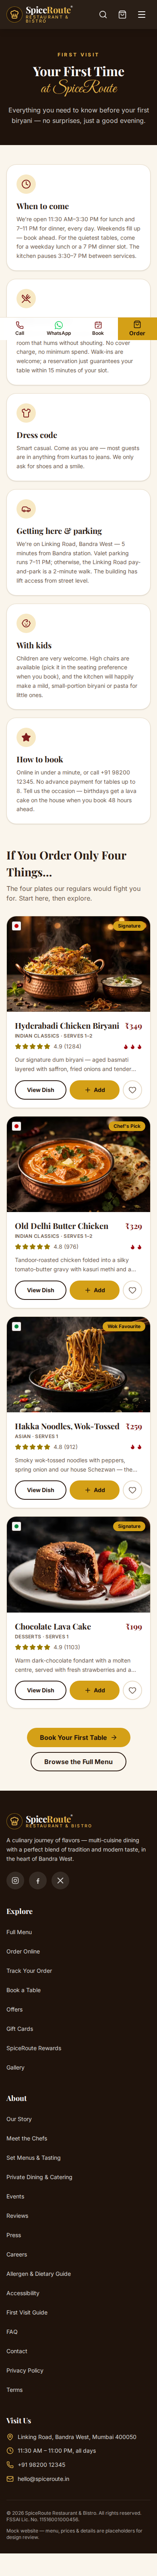 SpiceRoute
RESTAURANT &
BISTRO
FIRST VISIT
Your First Time
at SpiceRoute
Everything you need to know before your first
biryani — no surprises, just a good evening.
When to come
We're open 11:30 AM–3:30 PM for lunch and
7–11 PM for dinner, every day. Weekends fill up
— book ahead. For the quietest tables, come
for a weekday lunch or a 7 PM dinner slot. The
kitchen pauses 3:30–7 PM between services.
Call
WhatsApp
Book
Order
room that hums without shouting. No cover
charge, no minimum spend. Walk-ins are
welcome; a reservation just guarantees your
table within 15 minutes of your slot.
Dress code
Smart casual. Come as you are — most guests
are in anything from kurtas to jeans. We only
ask for shoes and a smile.
Getting here & parking
We're on Linking Road, Bandra West — 5
minutes from Bandra station. Valet parking
runs 7–11 PM; otherwise, the Linking Road pay-
and-park is a 2-minute walk. The building has
lift access from street level.
With kids
Children are very welcome. High chairs are
available (pick it as the seating preference
when you book), and the kitchen will happily
make a mild, small-portion biryani or pasta for
little ones.
How to book
Online in under a minute, or call +91 98200
12345. No advance payment for tables of up to
8. Tell us the occasion — birthdays get a lava
cake on the house when you book 48 hours
ahead.
If You Order Only Four
Things…
The four plates our regulars would fight you
for. Start here, then explore.
Signature
Hyderabadi Chicken Biryani ₹349
INDIAN CLASSICS · SERVES 1–2
4.9 (1284)
Our signature dum biryani — aged basmati
layered with saffron, fried onions and tender…
View Dish
Add
Chef's Pick
Old Delhi Butter Chicken ₹329
INDIAN CLASSICS · SERVES 1–2
4.8 (976)
Tandoor-roasted chicken folded into a silky
tomato-butter gravy with kasuri methi and a…
View Dish
Add
Wok Favourite
Hakka Noodles, Wok-Tossed ₹259
ASIAN · SERVES 1
4.8 (912)
Smoky wok-tossed noodles with peppers,
spring onion and our house Schezwan — the…
View Dish
Add
Signature
Chocolate Lava Cake ₹199
DESSERTS · SERVES 1
4.9 (1103)
Warm dark-chocolate fondant with a molten
centre, served with fresh strawberries and a…
View Dish
Add
Book Your First Table
Browse the Full Menu
SpiceRoute
RESTAURANT & BISTRO
A culinary journey of flavors — multi-cuisine dining
with a perfect blend of tradition and modern taste, in
the heart of Bandra West.
Explore
Full Menu
Order Online
Track Your Order
Book a Table
Offers
Gift Cards
SpiceRoute Rewards
Gallery
About
Our Story
Meet the Chefs
Set Menus & Tasting
Private Dining & Catering
Events
Reviews
Press
Careers
Allergen & Dietary Guide
Accessibility
First Visit Guide
FAQ
Contact
Privacy Policy
Terms
Visit Us
Linking Road, Bandra West, Mumbai 400050
11:30 AM – 11:00 PM, all days
+91 98200 12345
hello@spiceroute.in
© 2026 SpiceRoute Restaurant & Bistro. All rights reserved.
FSSAI Lic. No. 11516001000456.
Mock website — menu, prices & details are placeholders for
design review.